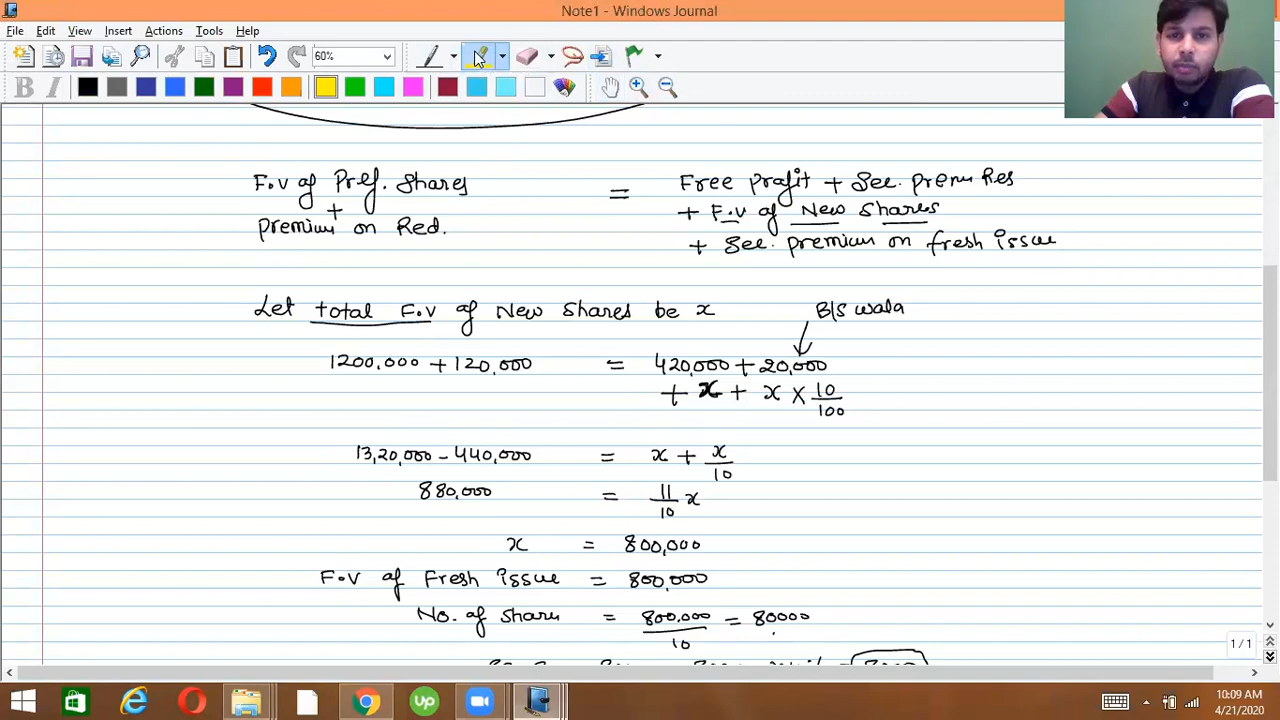 Note1 - Windows Journal
File Edit View Insert Actions Tools Help
60%
B I
F.v of Pref. Shares = Free Profit + Sec. premu Res
+ + F.v of New Shares
premium on Red. + Sec. premium on fresh issue
Let total F.v of New Shares be x B/S wala
1200,000 + 120,000 = 420,000 + 20,000
+ x + x × 10/100
13,20,000 - 440,000 = x + x/10
880,000 = 11/10 x
x = 800,000
F.v of Fresh issue = 800,000
No. of share = 800,000/10 = 80000
1/1
up
10:09 AM
4/21/2020